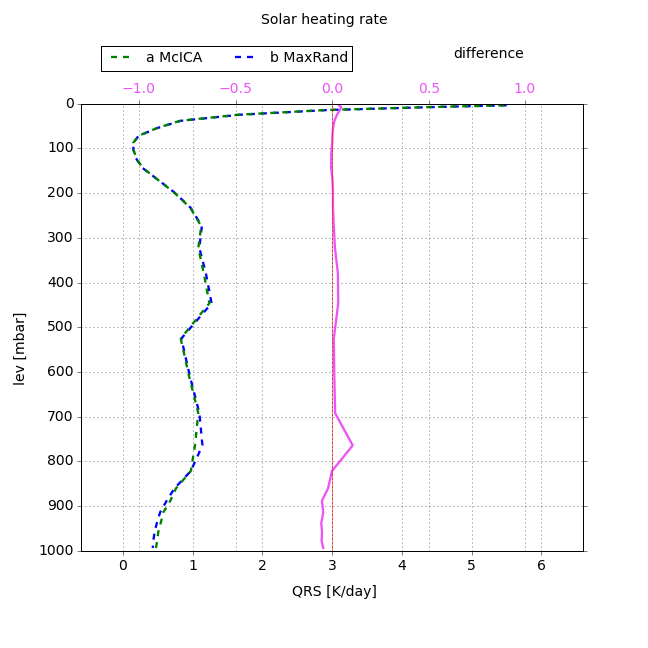 Solar heating rate
a McICA b MaxRand difference
−1.0 −0.5 0.0 0.5 1.0
0
100
200
300
400
500
600
700
800
900
1000
lev [mbar]
0 1 2 3 4 5 6
QRS [K/day]